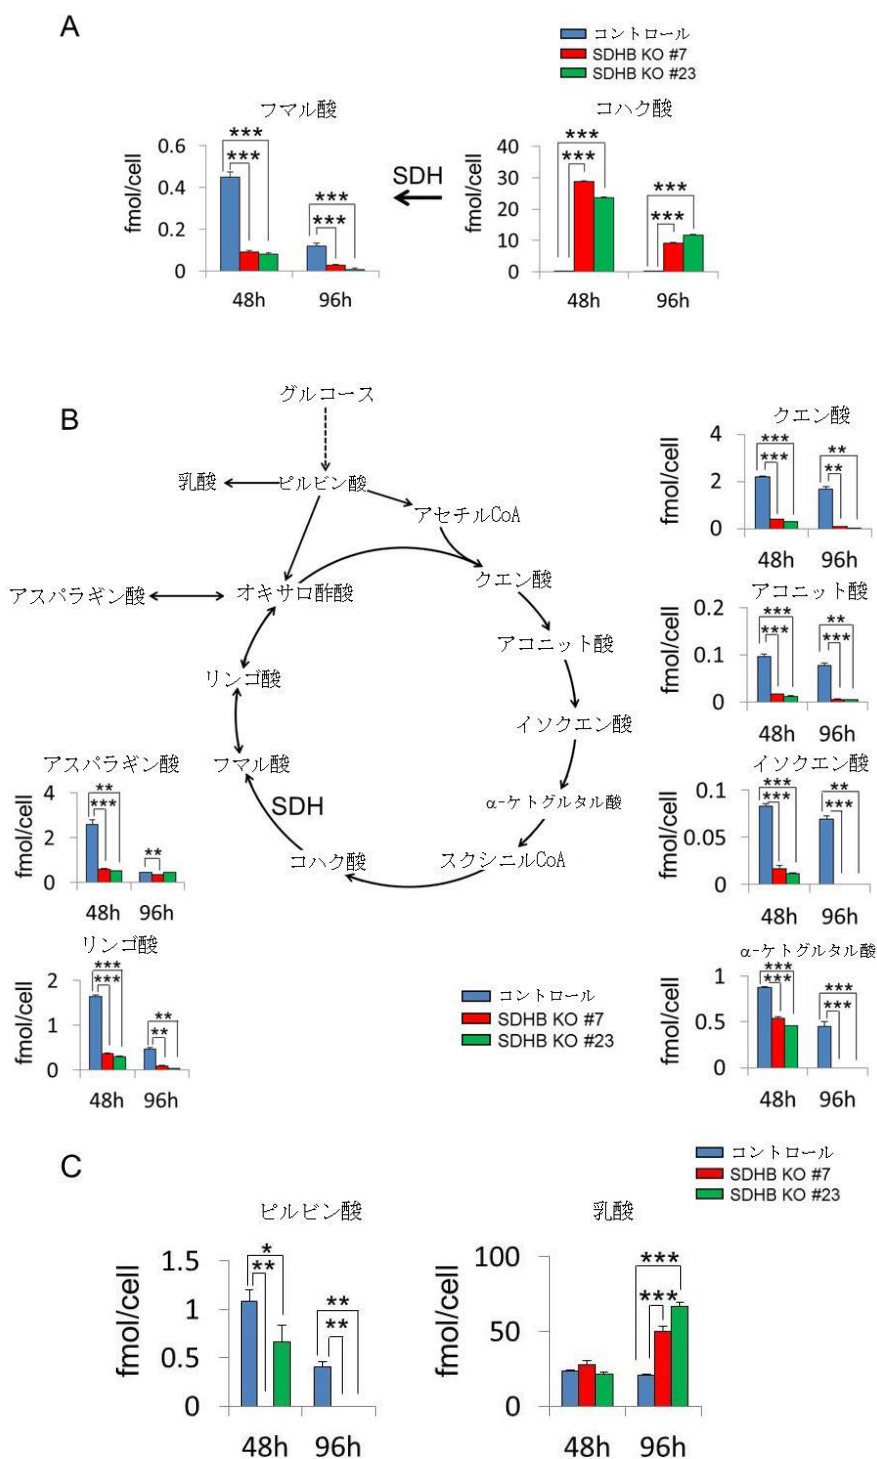 A
コントロール
SDHB KO #7
SDHB KO #23
フマル酸
コハク酸
fmol/cell
0.6
0.4
0.2
0
***
***
***
***
48h
96h
SDH
fmol/cell
40
30
20
10
0
***
***
***
***
48h
96h
B
グルコース
乳酸
ピルビン酸
アセチルCoA
クエン酸
アスパラギン酸
オキサロ酢酸
アコニット酸
リンゴ酸
イソクエン酸
フマル酸
α-ケトグルタル酸
SDH
コハク酸
スクシニルCoA
クエン酸
fmol/cell
4
2
0
***
***
**
**
48h
96h
アコニット酸
fmol/cell
0.2
0.1
0
***
***
**
***
48h
96h
イソクエン酸
fmol/cell
0.1
0.05
0
***
***
**
***
48h
96h
α-ケトグルタル酸
fmol/cell
1
0.5
0
***
***
***
***
48h
96h
アスパラギン酸
fmol/cell
4
2
0
**
***
**
48h
96h
リンゴ酸
fmol/cell
2
1
0
***
***
**
**
48h
96h
コントロール
SDHB KO #7
SDHB KO #23
C
コントロール
SDHB KO #7
SDHB KO #23
ピルビン酸
fmol/cell
1.5
1
0.5
0
*
**
**
**
48h
96h
乳酸
fmol/cell
100
50
0
***
***
48h
96h